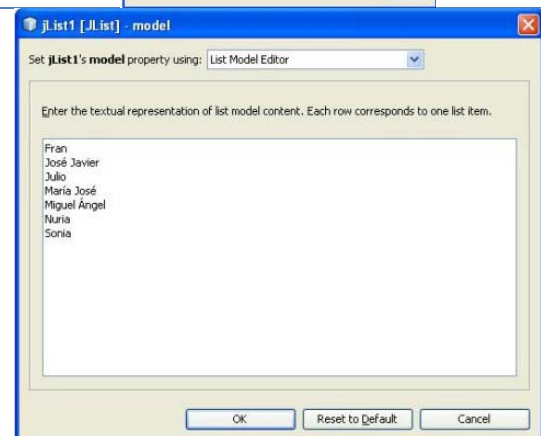 jList1 [JList] - model
Set jList1's model property using: List Model Editor
Enter the textual representation of list model content. Each row corresponds to one list item.
Fran
José Javier
Julio
María José
Miguel Ángel
Nuria
Sonia
OK Reset to Default Cancel